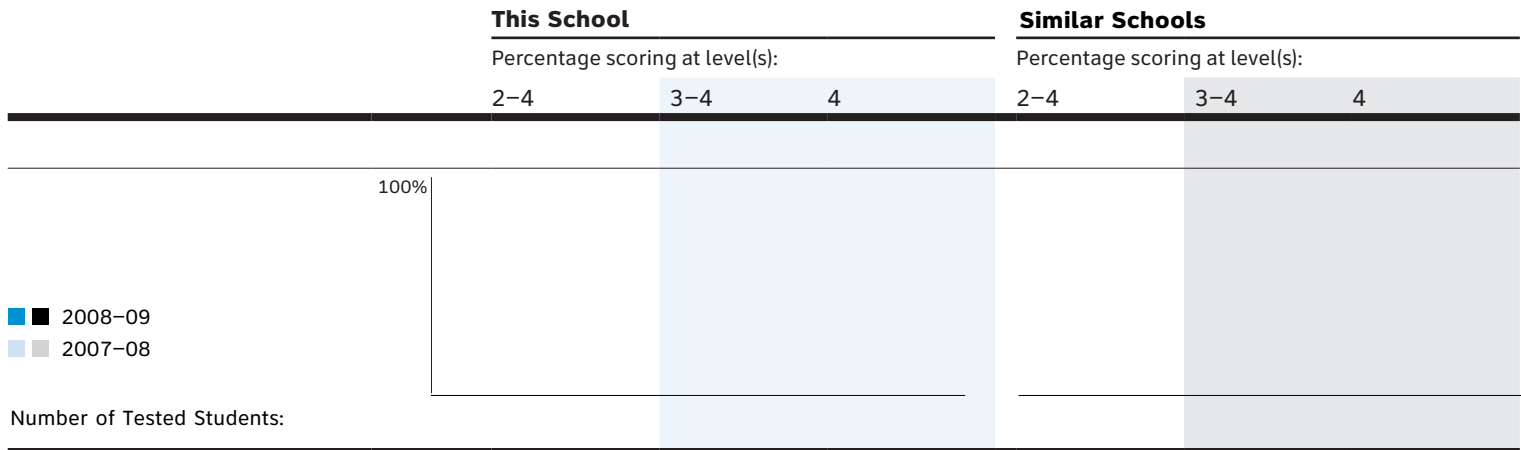 This School Similar Schools
Percentage scoring at level(s): Percentage scoring at level(s):
2–4 3–4 4 2–4 3–4 4
100%
2008–09
2007–08
Number of Tested Students: